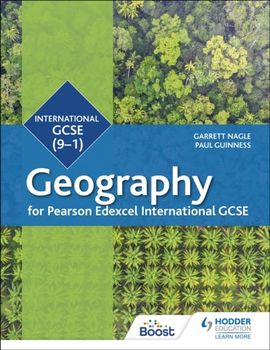 INTERNATIONAL
GCSE
(9–1)
GARRETT NAGLE
PAUL GUINNESS
Geography
for Pearson Edexcel International GCSE
Boost
HODDER
EDUCATION
LEARN MORE